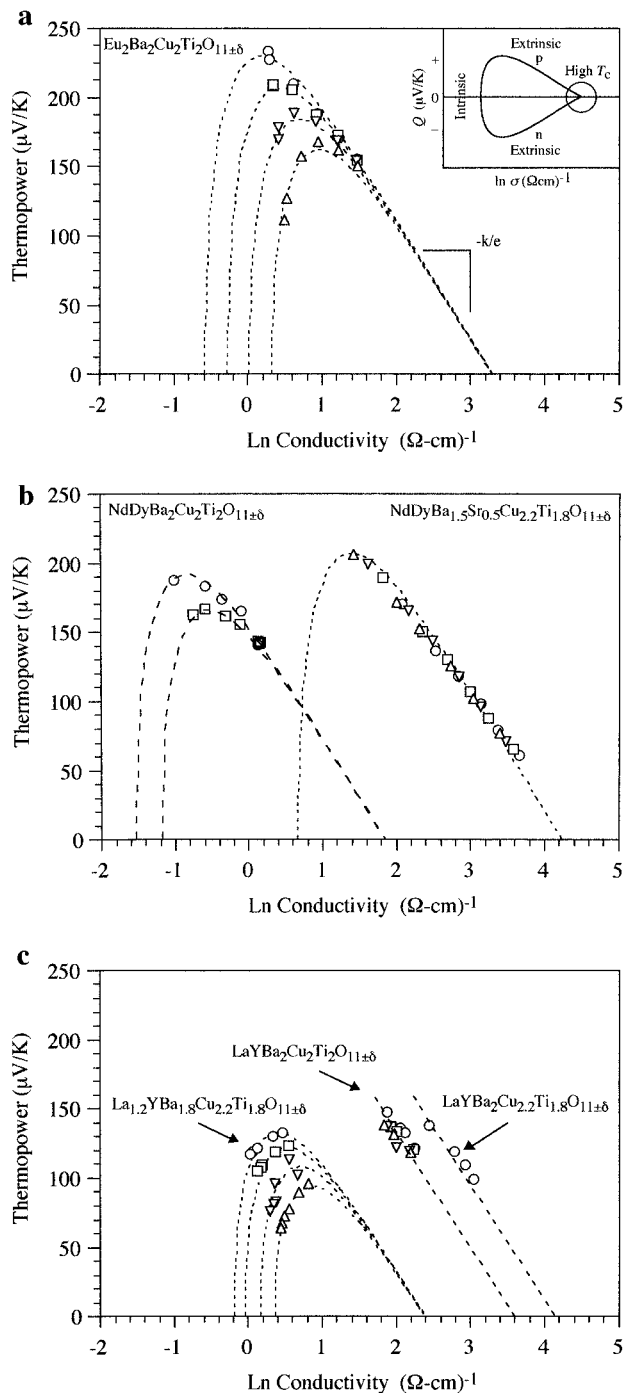 a
Eu2Ba2Cu2Ti2O11±δ
Thermopower (μV/K)
250
200
150
100
50
0
-2
-1
0
1
2
3
4
5
Ln Conductivity (Ω-cm)-1
-k/e
Q (μV/K)
+
0
−
Intrinsic
Extrinsic
p
High Tc
n
Extrinsic
ln σ (Ωcm)-1
b
NdDyBa2Cu2Ti2O11±δ
NdDyBa1.5Sr0.5Cu2.2Ti1.8O11±δ
Thermopower (μV/K)
250
200
150
100
50
0
-2
-1
0
1
2
3
4
5
Ln Conductivity (Ω-cm)-1
c
LaYBa2Cu2Ti2O11±δ
La1.2YBa1.8Cu2.2Ti1.8O11±δ
LaYBa2Cu2.2Ti1.8O11±δ
Thermopower (μV/K)
250
200
150
100
50
0
-2
-1
0
1
2
3
4
5
Ln Conductivity (Ω-cm)-1